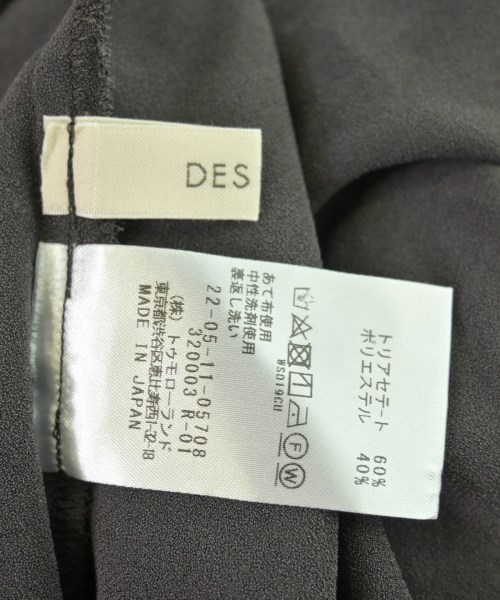 DES
トリアセテート 60%
ポリエステル 40%
WS019GU
あて布使用
中性洗剤使用
裏返し洗い
22-05-11-05708
320003 R-01
(株) トゥモローランド
東京都渋谷区恵比寿西1-32-18
MADE IN JAPAN